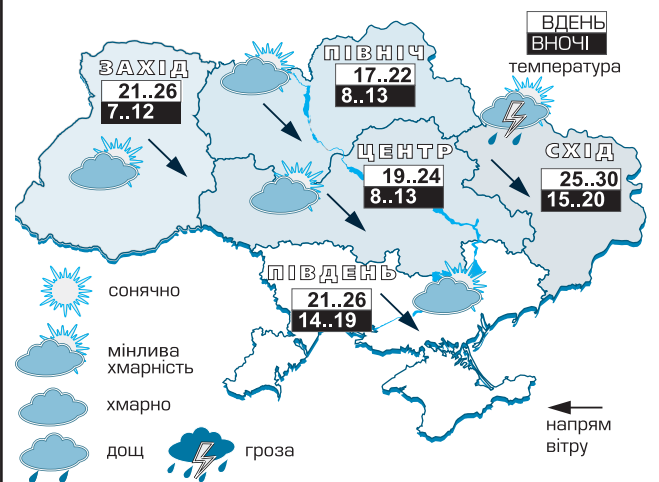 ВДЕНЬ
ВНОЧІ
температура
ПІВНІЧ
17..22
8..13
ЗАХІД
21..26
7..12
ЦЕНТР
19..24
8..13
СХІД
25..30
15..20
ПІВДЕНЬ
21..26
14..19
сонячно
мінлива
хмарність
хмарно
дощ
гроза
напрям
вітру